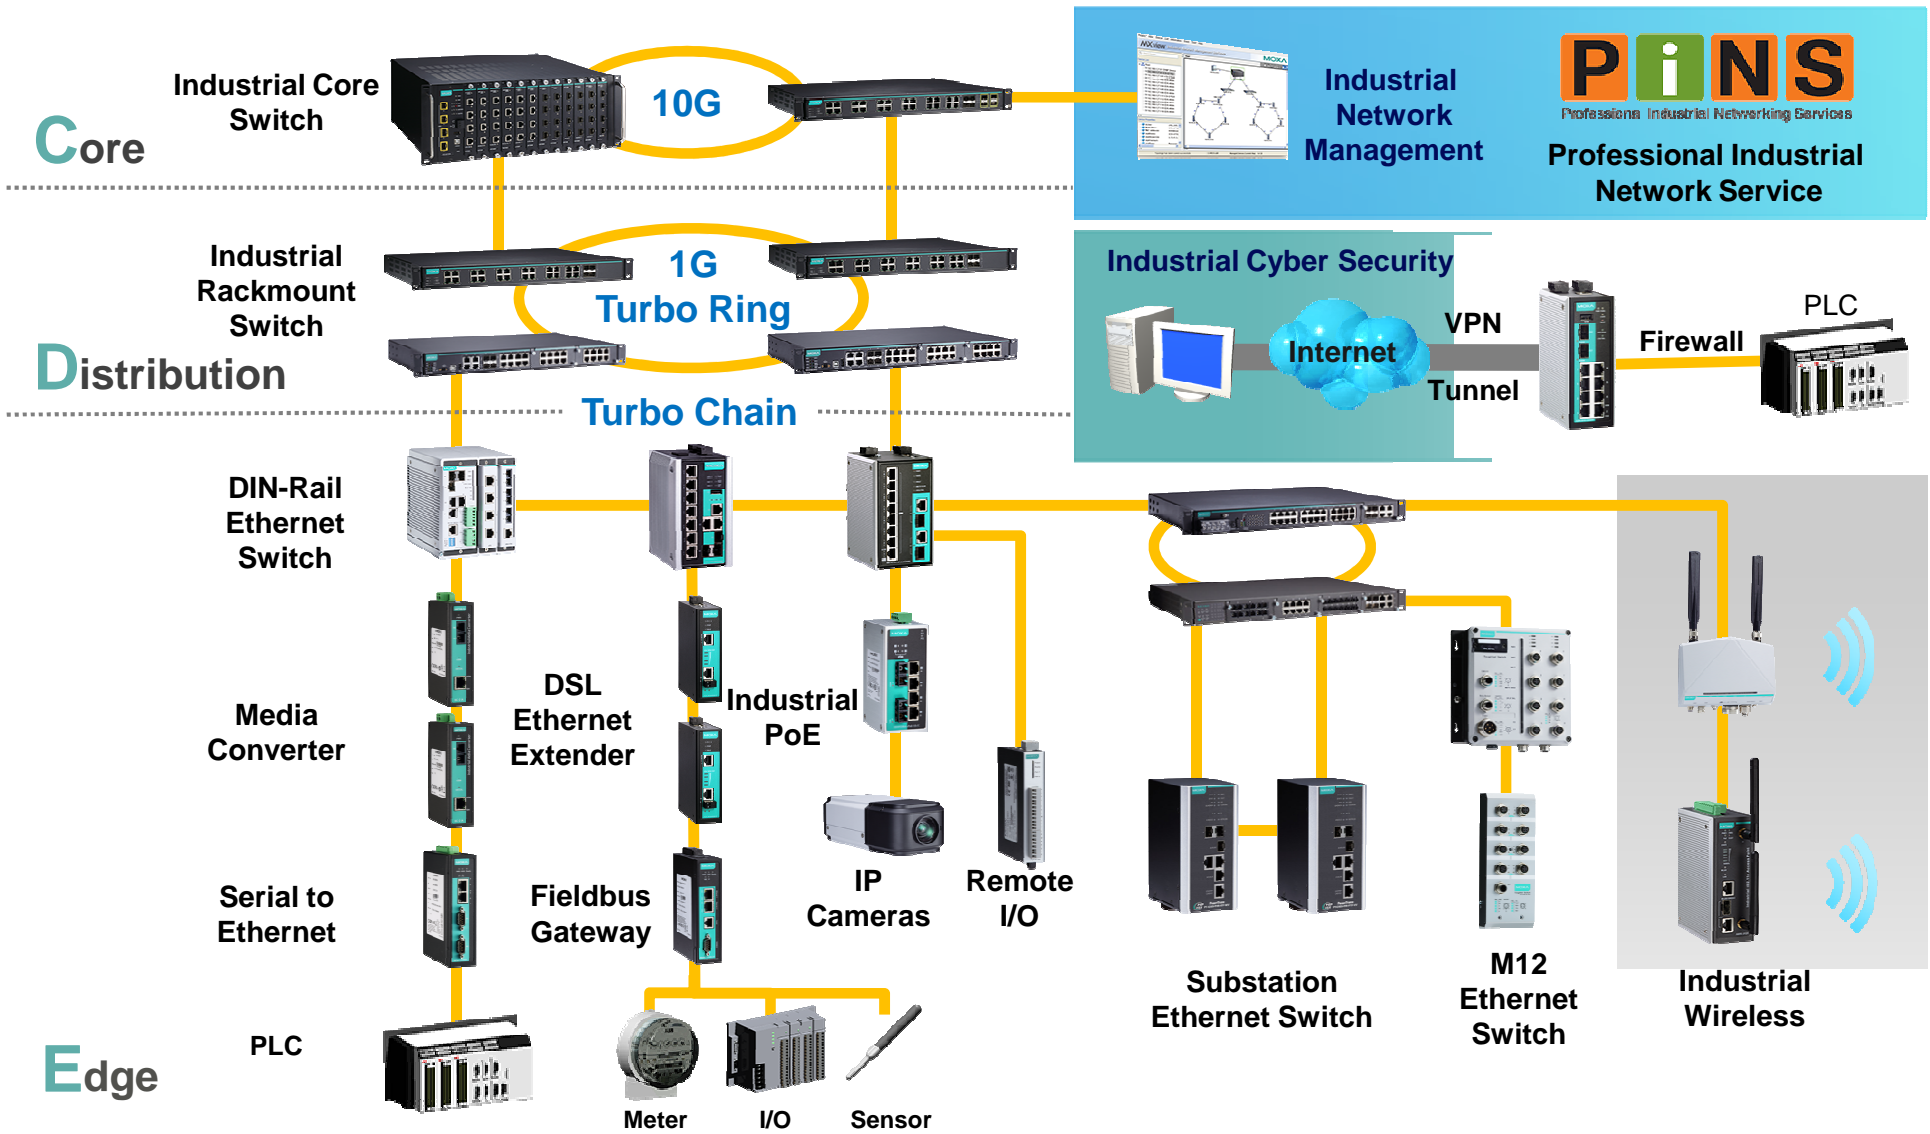 Industrial Core
Switch
Core
10G
MXview
MOXA
Industrial
Network
Management
PiNS
Professional Industrial Networking Services
Professional Industrial
Network Service
Industrial
Rackmount
Switch
Distribution
1G
Turbo Ring
Turbo Chain
Industrial Cyber Security
Internet
VPN
Tunnel
Firewall
PLC
DIN-Rail
Ethernet
Switch
Media
Converter
DSL
Ethernet
Extender
Industrial
PoE
Serial to
Ethernet
Fieldbus
Gateway
IP
Cameras
Remote
I/O
Substation
Ethernet Switch
M12
Ethernet
Switch
Industrial
Wireless
PLC
Edge
Meter
I/O
Sensor